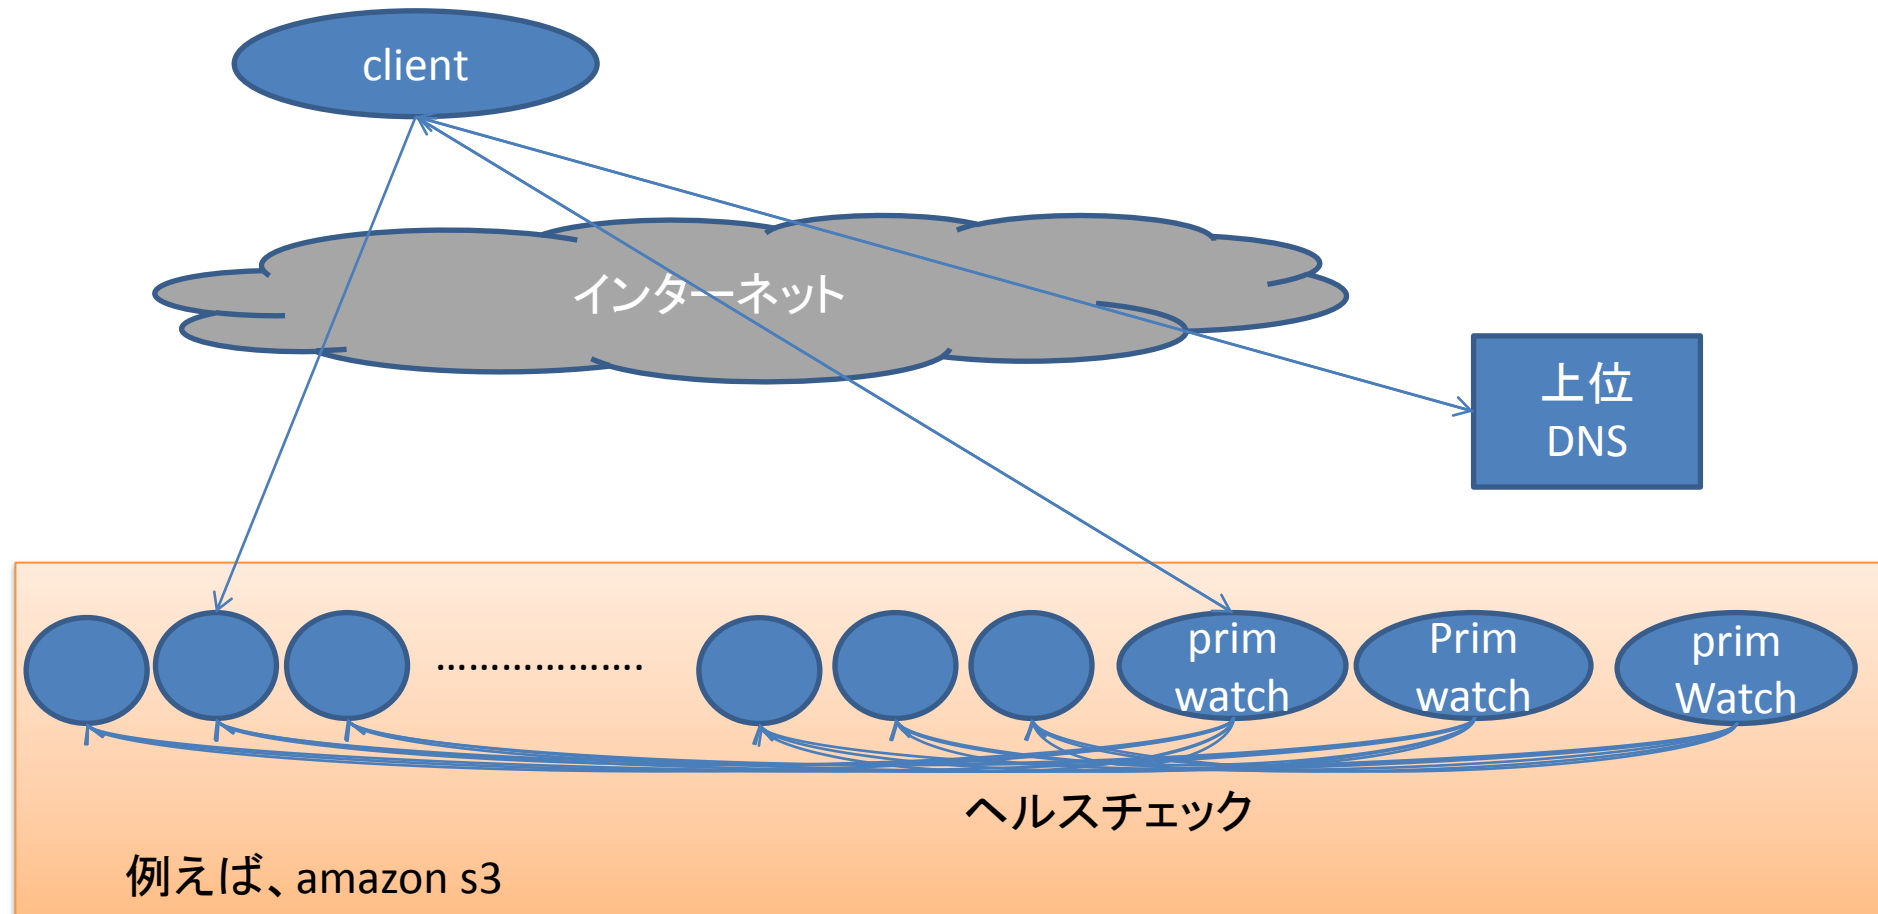 client
インターネット
上位
DNS
………………….
prim
watch
Prim
watch
prim
Watch
ヘルスチェック
例えば、amazon s3